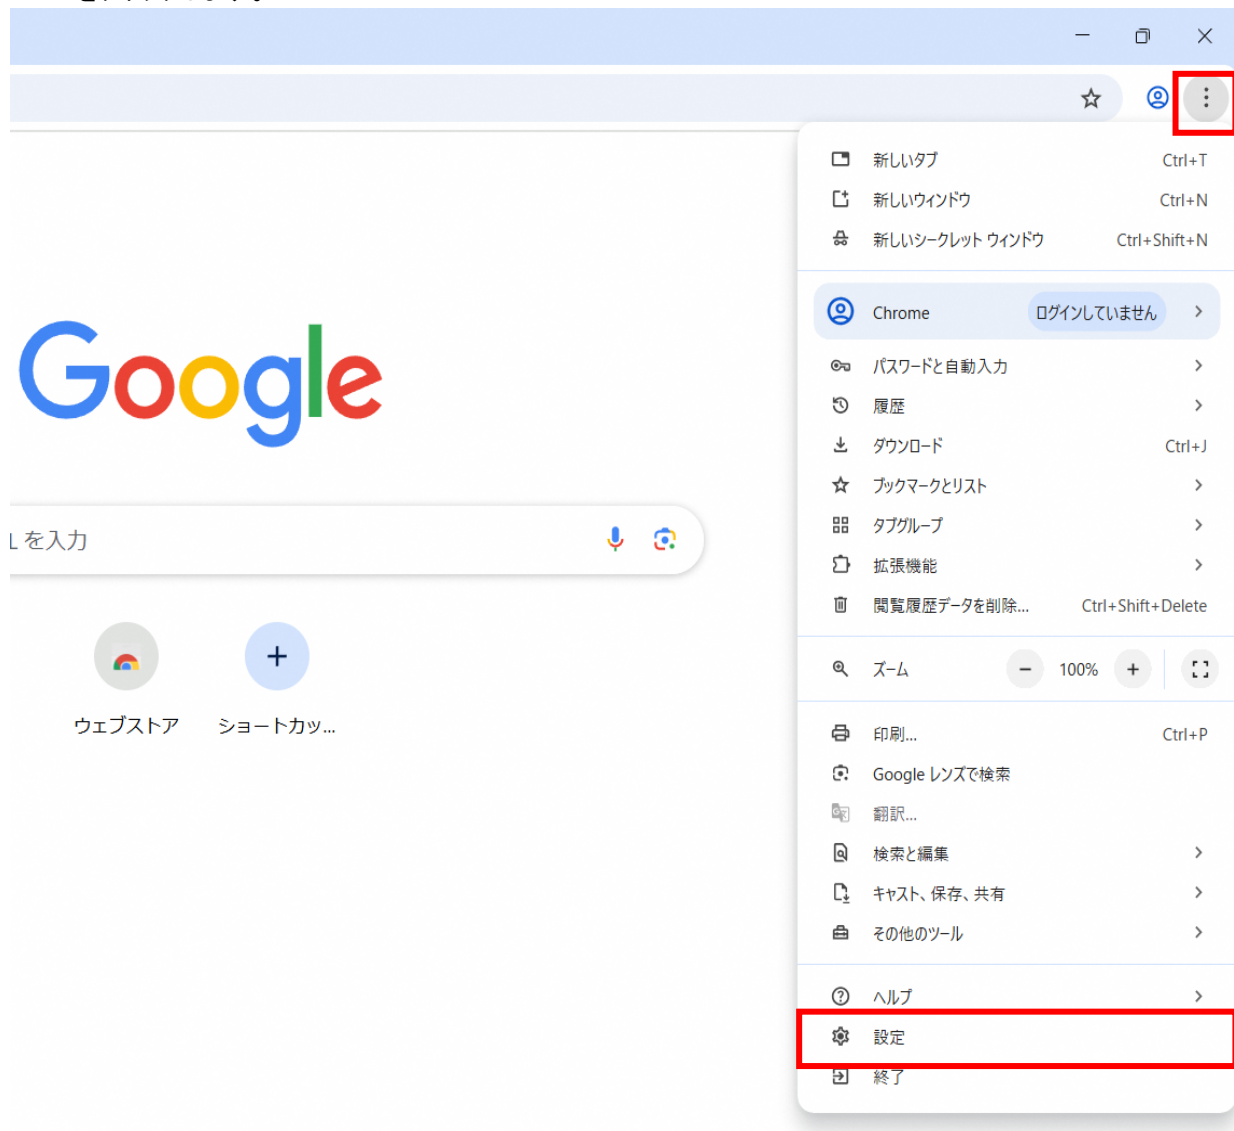 新しいタブ Ctrl+T
新しいウィンドウ Ctrl+N
新しいシークレット ウィンドウ Ctrl+Shift+N
Chrome ログインしていません
パスワードと自動入力
履歴
ダウンロード Ctrl+J
ブックマークとリスト
タブグループ
拡張機能
閲覧履歴データを削除... Ctrl+Shift+Delete
ズーム - 100% +
印刷... Ctrl+P
Google レンズで検索
翻訳...
検索と編集
キャスト、保存、共有
その他のツール
ヘルプ
設定
終了
Google
L を入力
ウェブストア ショートカッ...